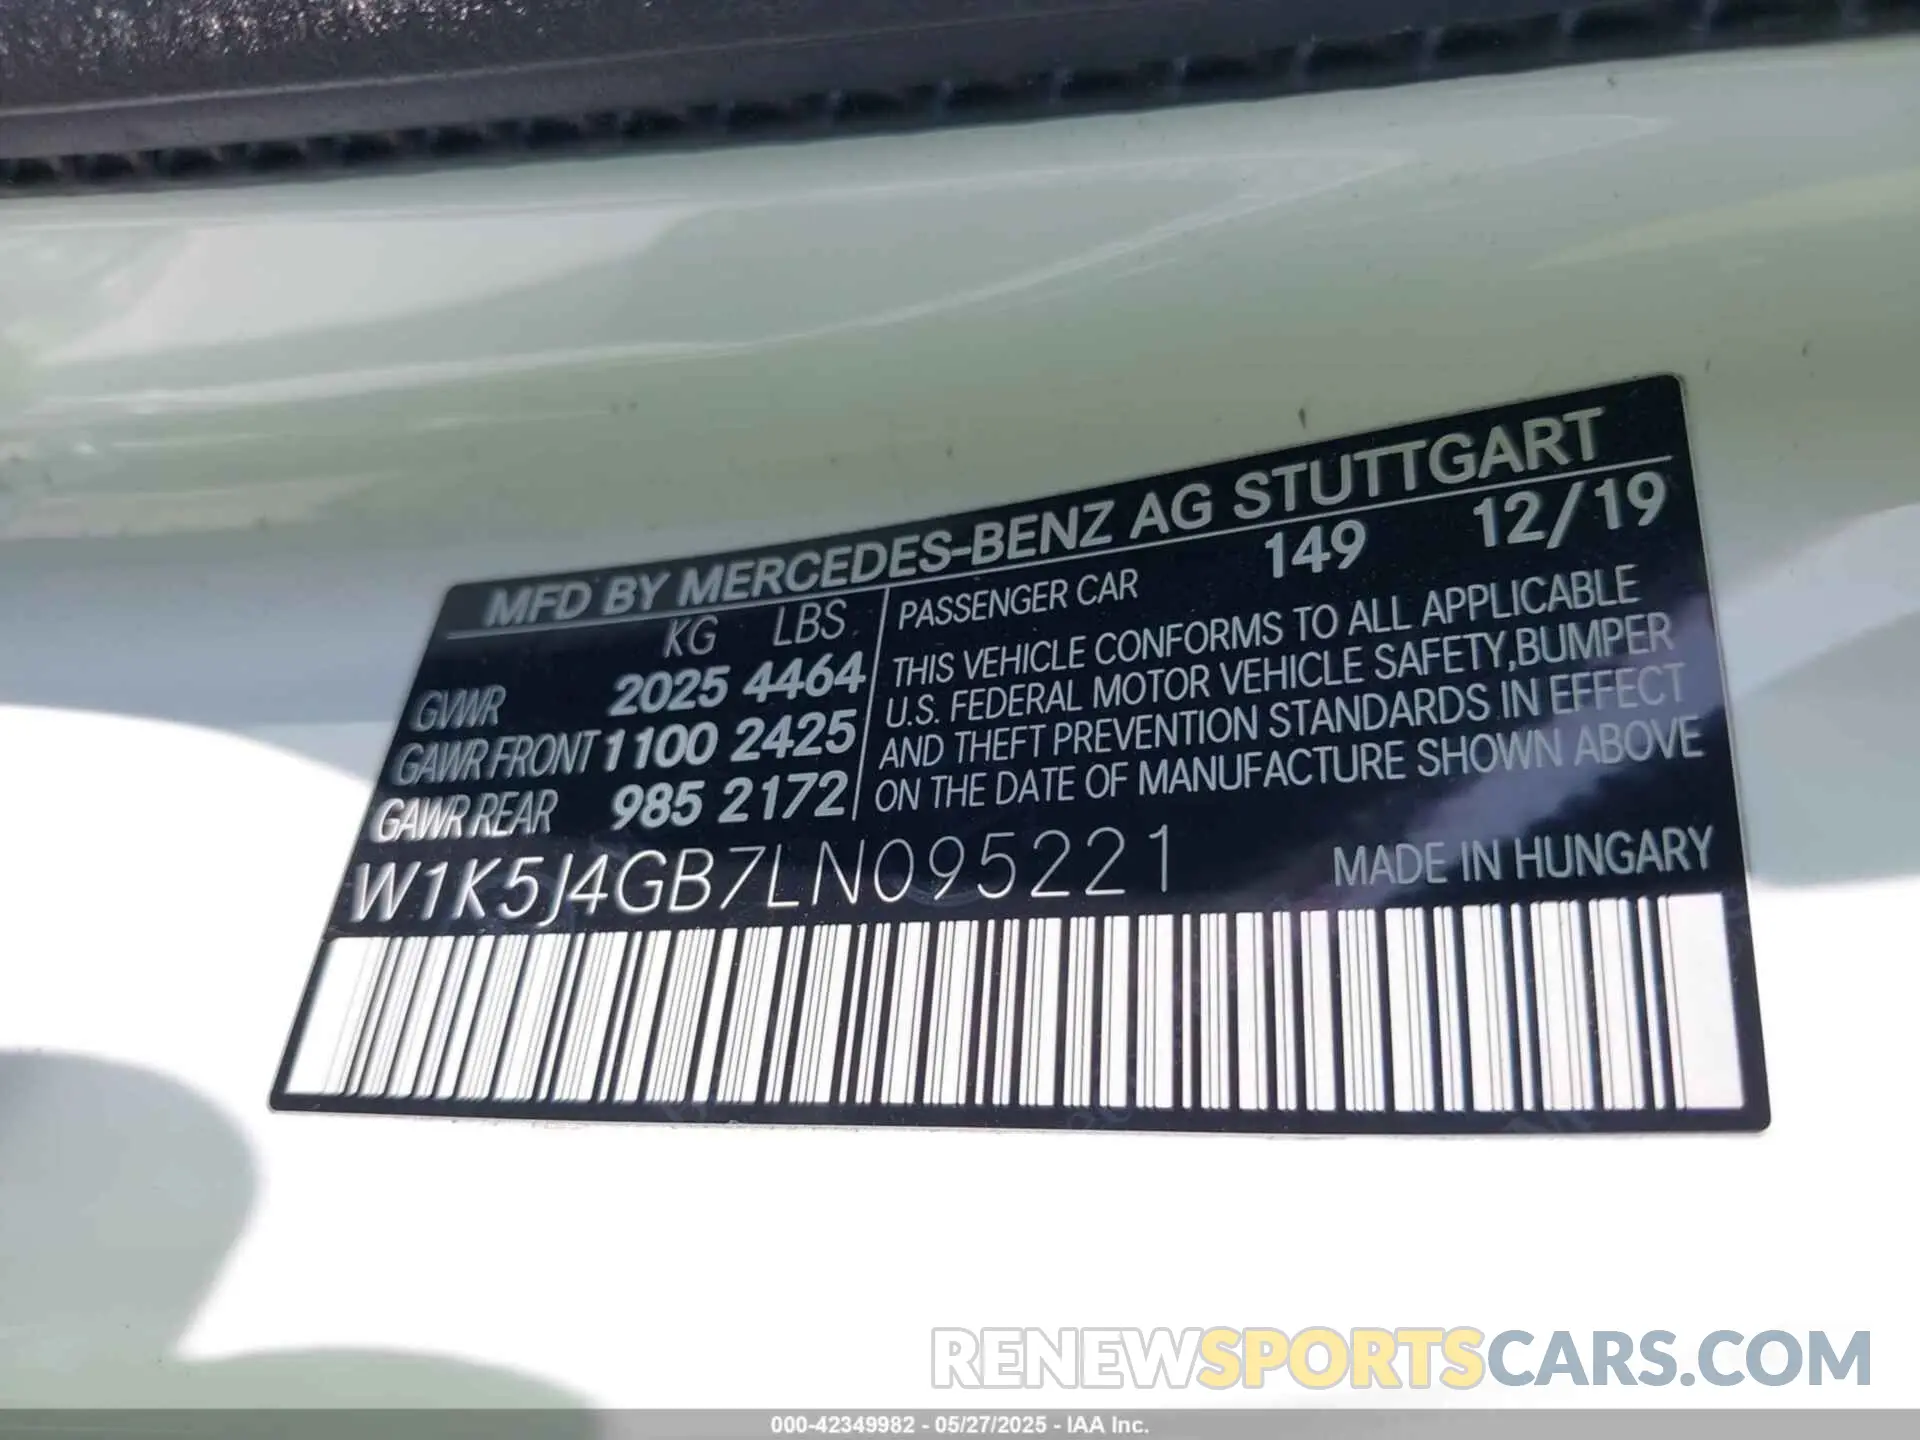 MFD BY MERCEDES-BENZ AG STUTTGART
KG LBS PASSENGER CAR 149 12/19
GVWR 2025 4464
GAWR FRONT 1100 2425
GAWR REAR 985 2172
THIS VEHICLE CONFORMS TO ALL APPLICABLE
U.S. FEDERAL MOTOR VEHICLE SAFETY,BUMPER
AND THEFT PREVENTION STANDARDS IN EFFECT
ON THE DATE OF MANUFACTURE SHOWN ABOVE
W1K5J4GB7LN095221 MADE IN HUNGARY
RENEWSPORTSCARS.COM
000-42349982 - 05/27/2025 - IAA Inc.